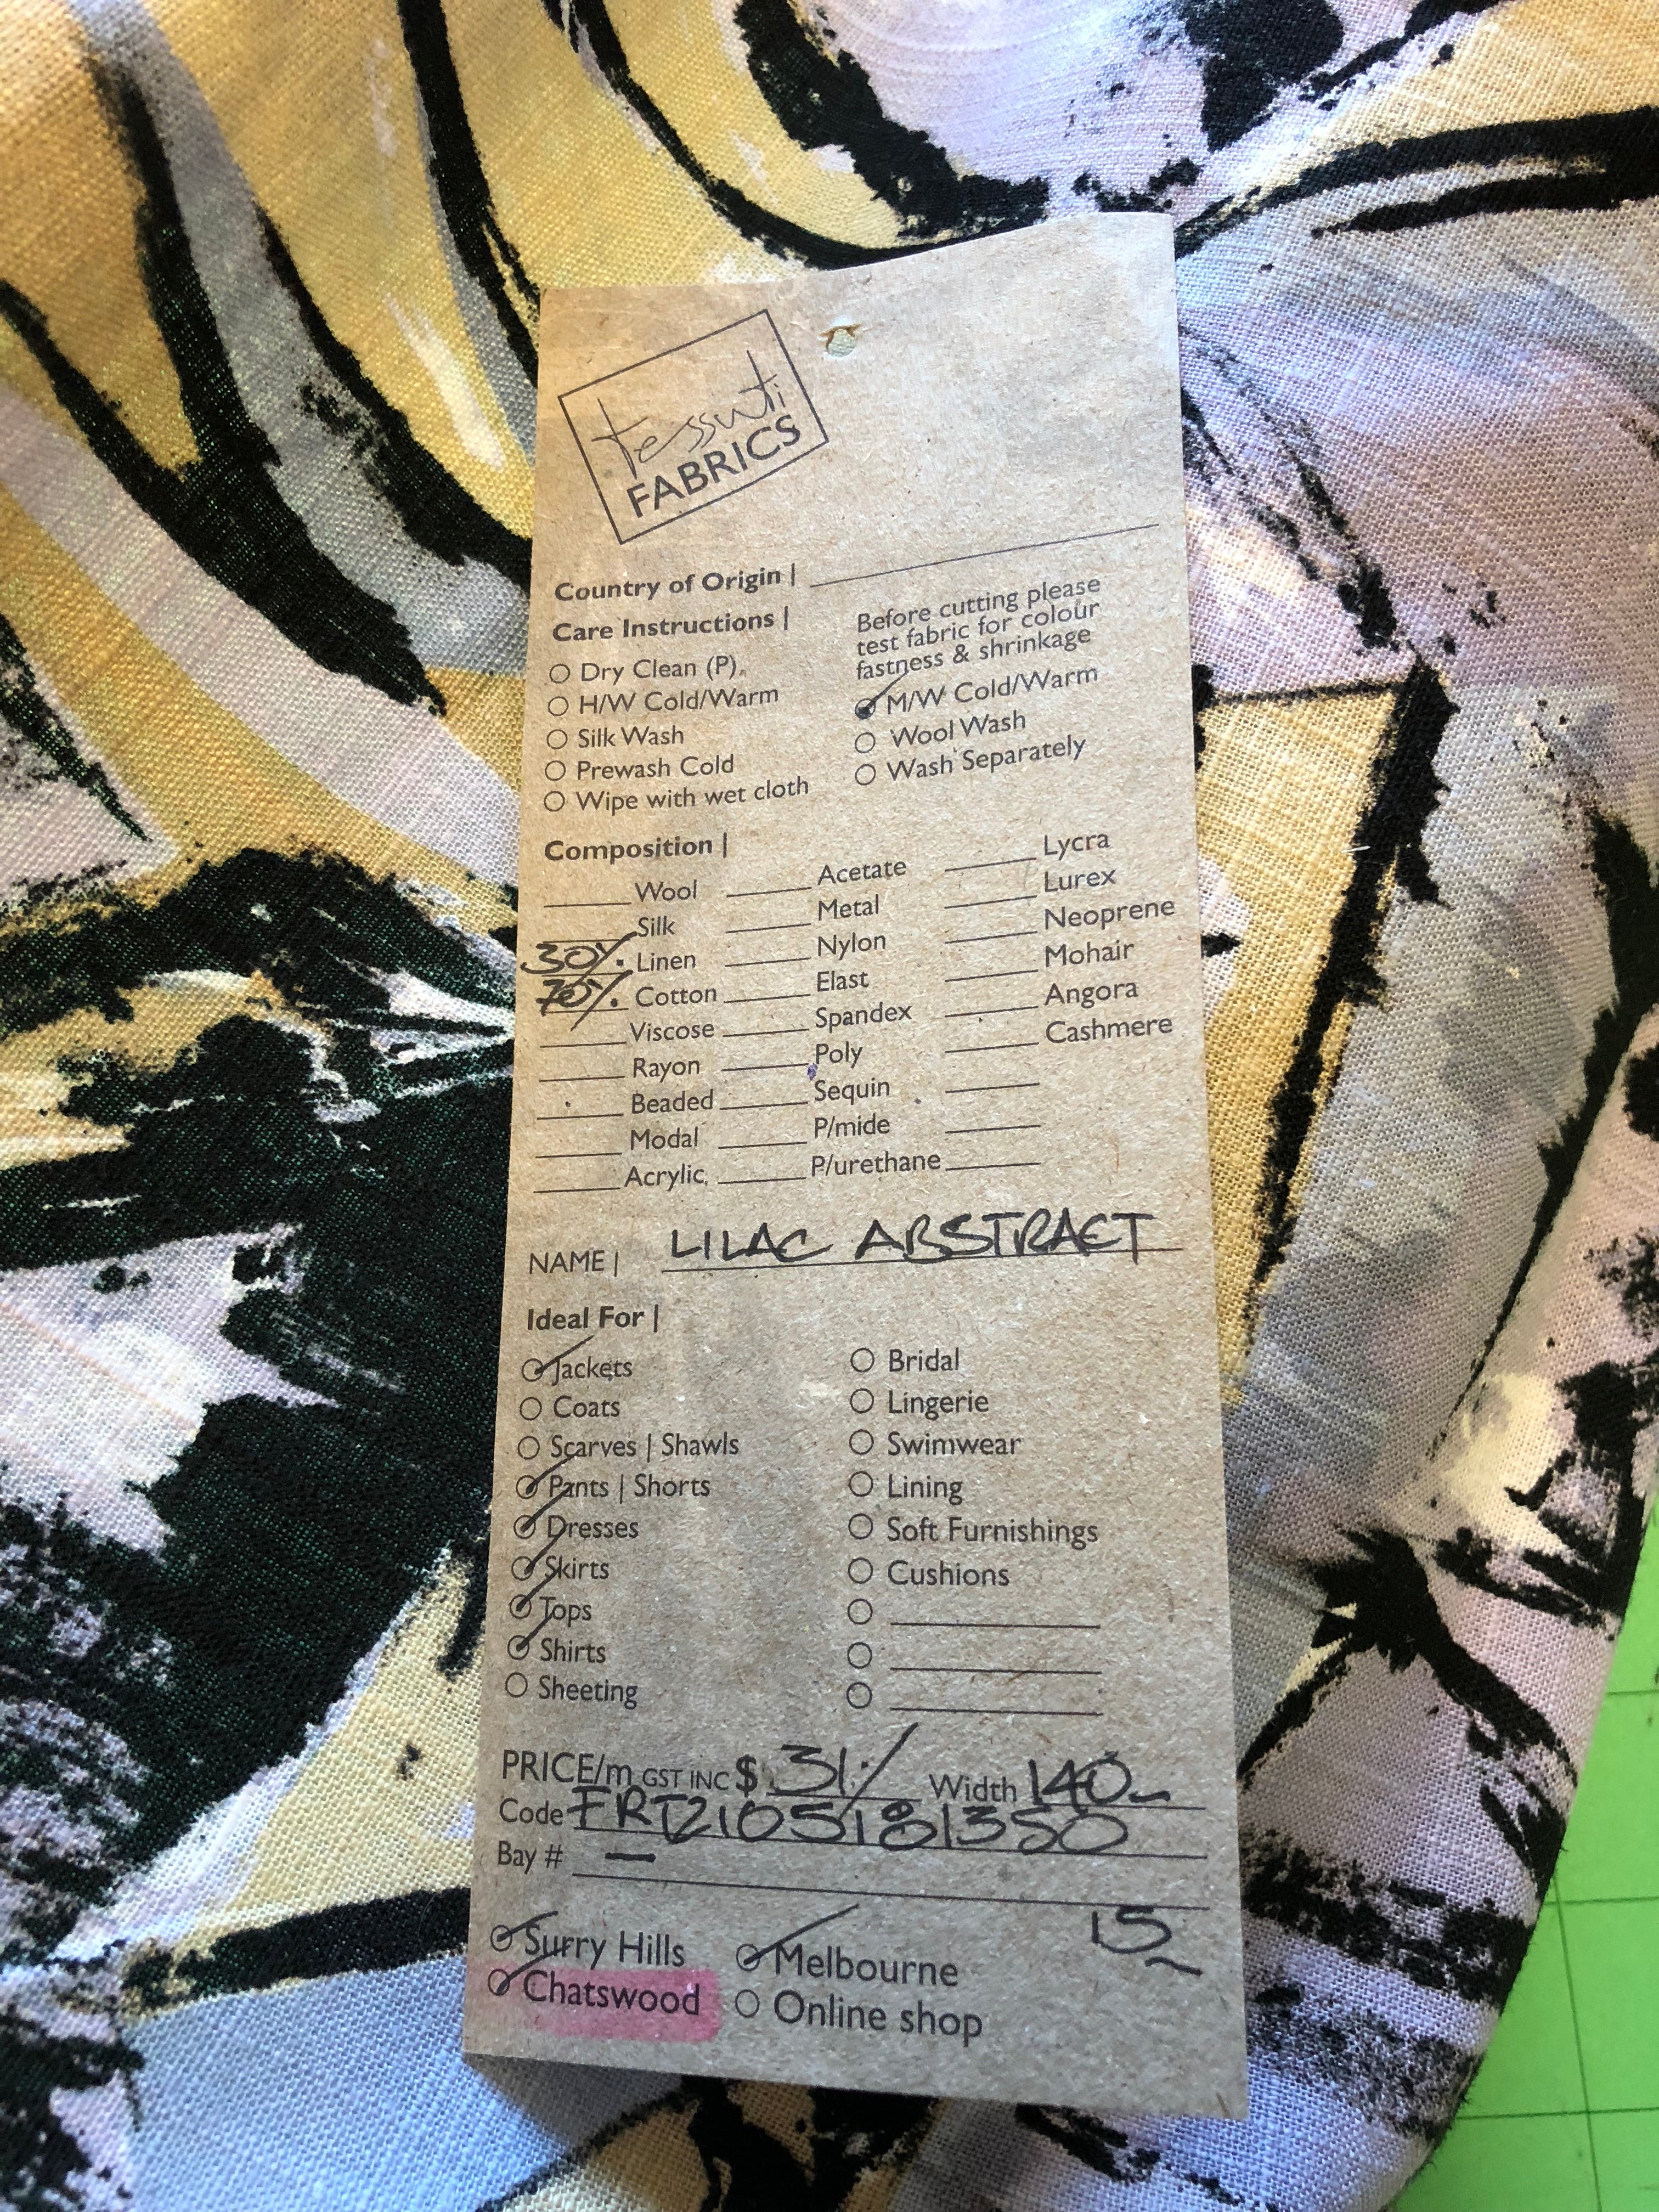 tessuti
FABRICS
Country of Origin |
Care Instructions |
Before cutting please
test fabric for colour
fastness & shrinkage
Dry Clean (P)
H/W Cold/Warm
Silk Wash
Prewash Cold
Wipe with wet cloth
M/W Cold/Warm
Wool Wash
Wash Separately
Composition |
Wool
Silk
30% Linen
70% Cotton
Viscose
Rayon
Beaded
Modal
Acrylic
Acetate
Metal
Nylon
Elast
Spandex
Poly
Sequin
P/mide
P/urethane
Lycra
Lurex
Neoprene
Mohair
Angora
Cashmere
NAME | LILAC ABSTRACT
Ideal For |
Jackets
Coats
Scarves | Shawls
Pants | Shorts
Dresses
Skirts
Tops
Shirts
Sheeting
Bridal
Lingerie
Swimwear
Lining
Soft Furnishings
Cushions
PRICE/m GST INC $ 31 Width 140
Code FRT2105181350
Bay # —
15
Surry Hills
Chatswood
Melbourne
Online shop